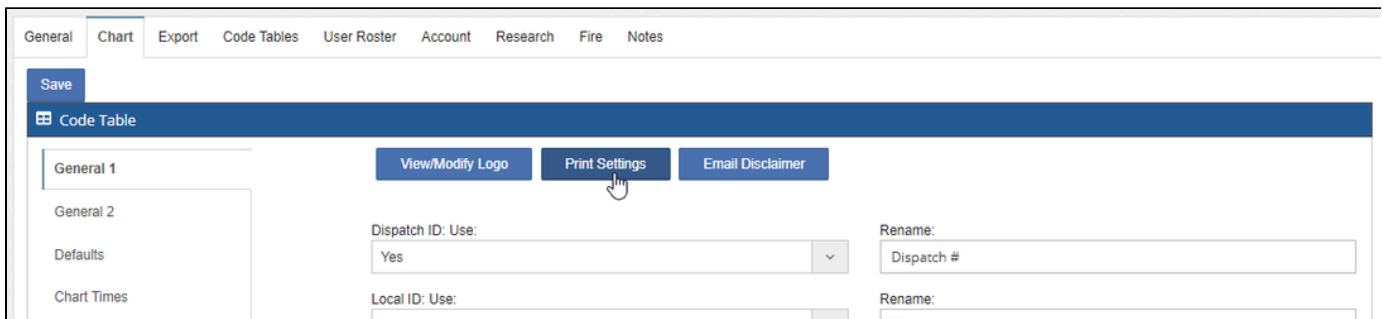 General Chart Export Code Tables User Roster Account Research Fire Notes
Save
Code Table
General 1
General 2
Defaults
Chart Times
View/Modify Logo Print Settings Email Disclaimer
Dispatch ID: Use: Rename:
Yes Dispatch #
Local ID: Use: Rename: